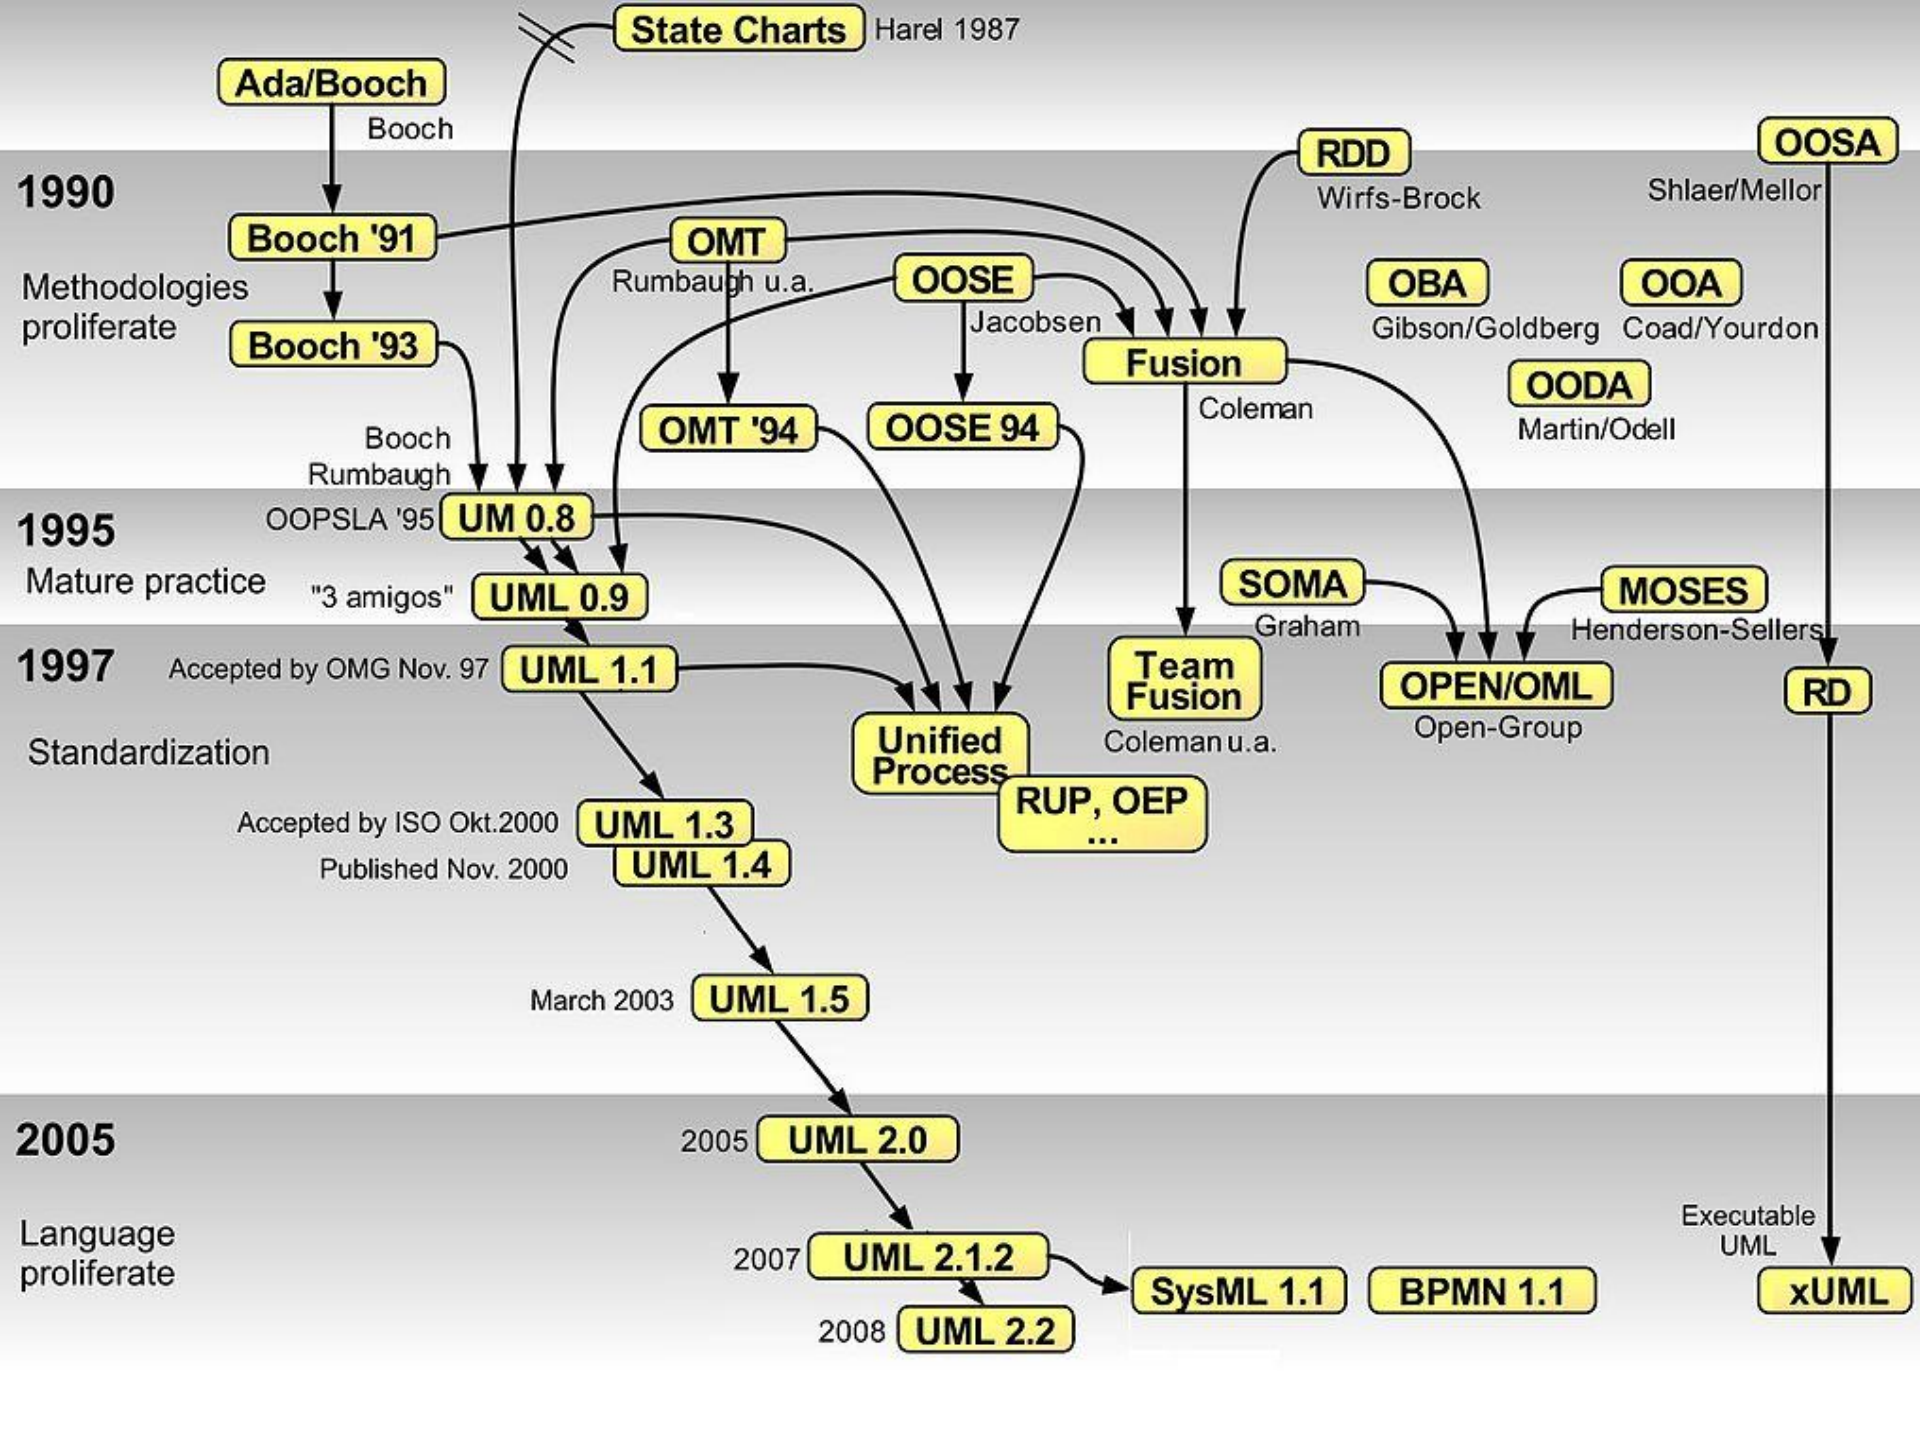 State Charts
Harel 1987
Ada/Booch
Booch
RDD
Wirfs-Brock
OOSA
Shlaer/Mellor
1990
Booch '91
OMT
Rumbaugh u.a.
OOSE
Jacobsen
OBA
Gibson/Goldberg
OOA
Coad/Yourdon
Methodologies
proliferate
Booch '93
Fusion
Coleman
OODA
Martin/Odell
OMT '94
OOSE 94
Booch
Rumbaugh
1995
OOPSLA '95
UM 0.8
Mature practice
"3 amigos"
UML 0.9
SOMA
Graham
MOSES
Henderson-Sellers
1997
Accepted by OMG Nov. 97
UML 1.1
Team
Fusion
Coleman u.a.
OPEN/OML
Open-Group
RD
Standardization
Unified
Process
RUP, OEP
...
Accepted by ISO Okt.2000
UML 1.3
Published Nov. 2000
UML 1.4
March 2003
UML 1.5
2005
2005
UML 2.0
Language
proliferate
2007
UML 2.1.2
2008
UML 2.2
SysML 1.1
BPMN 1.1
Executable
UML
xUML